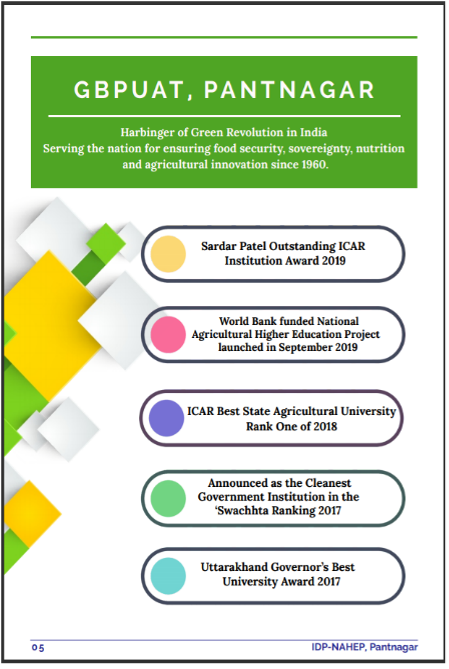 GBPUAT, PANTNAGAR
Harbinger of Green Revolution in India
Serving the nation for ensuring food security, sovereignty, nutrition
and agricultural innovation since 1960.
Sardar Patel Outstanding ICAR
Institution Award 2019
World Bank funded National
Agricultural Higher Education Project
launched in September 2019
ICAR Best State Agricultural University
Rank One of 2018
Announced as the Cleanest
Government Institution in the
‘Swachhta Ranking 2017
Uttarakhand Governor’s Best
University Award 2017
05
IDP-NAHEP, Pantnagar